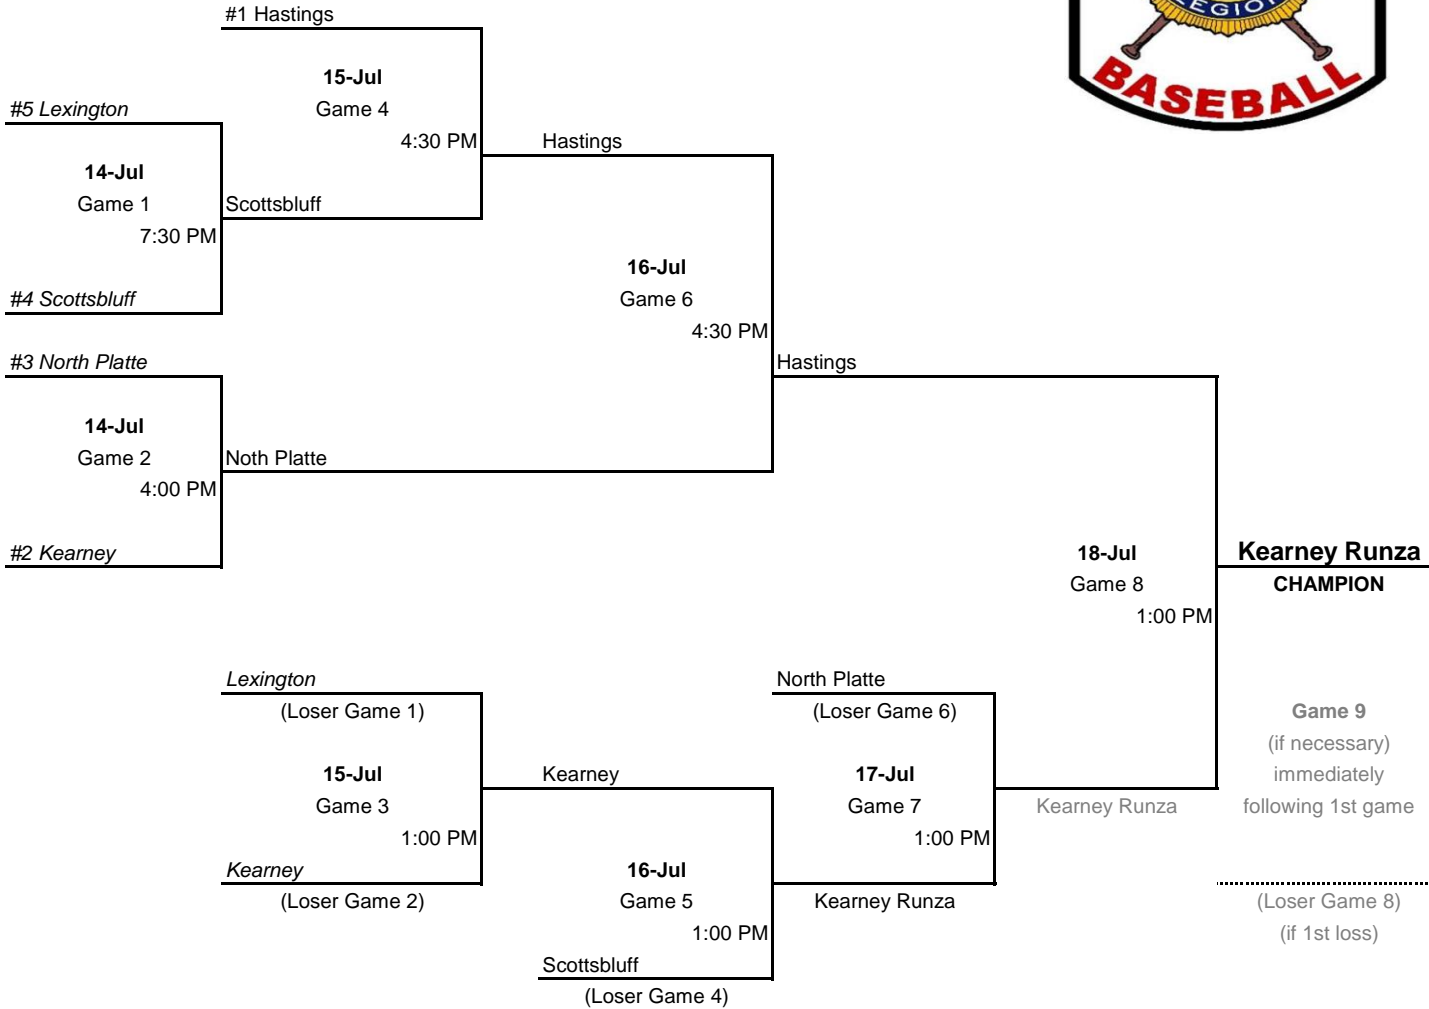 #1 Hastings
LEGION
BASEBALL
15-Jul
Game 4
4:30 PM
#5 Lexington
14-Jul
Game 1
7:30 PM
#4 Scottsbluff
Scottsbluff
Hastings
16-Jul
Game 6
4:30 PM
#3 North Platte
14-Jul
Game 2
4:00 PM
#2 Kearney
Noth Platte
Hastings
18-Jul
Game 8
1:00 PM
Kearney Runza
CHAMPION
Lexington
(Loser Game 1)
15-Jul
Game 3
1:00 PM
Kearney
(Loser Game 2)
Kearney
16-Jul
Game 5
1:00 PM
Scottsbluff
(Loser Game 4)
North Platte
(Loser Game 6)
17-Jul
Game 7
1:00 PM
Kearney Runza
Kearney Runza
Game 9
(if necessary)
immediately
following 1st game
(Loser Game 8)
(if 1st loss)